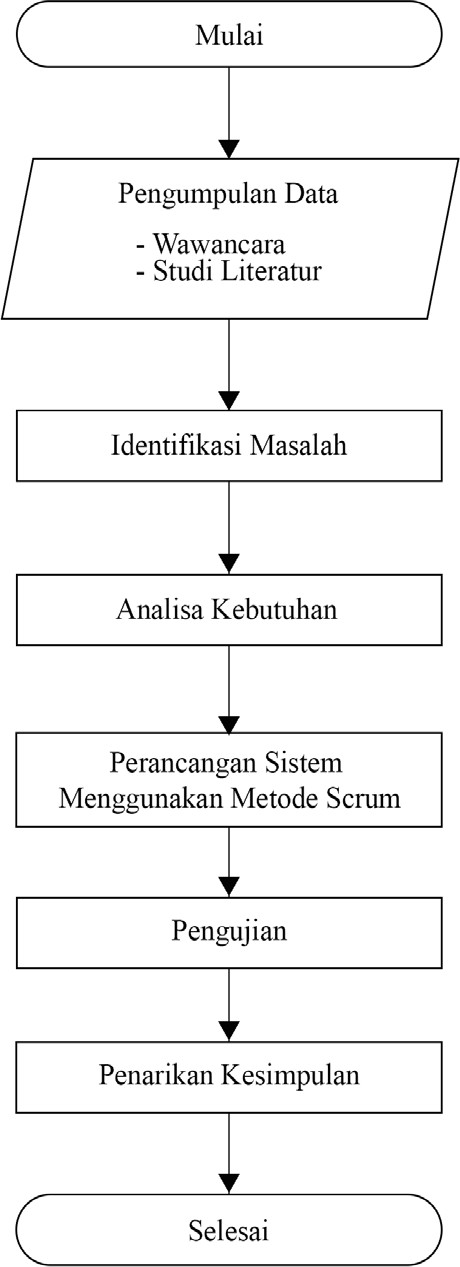 Mulai
Pengumpulan Data
- Wawancara
- Studi Literatur
Identifikasi Masalah
Analisa Kebutuhan
Perancangan Sistem
Menggunakan Metode Scrum
Pengujian
Penarikan Kesimpulan
Selesai